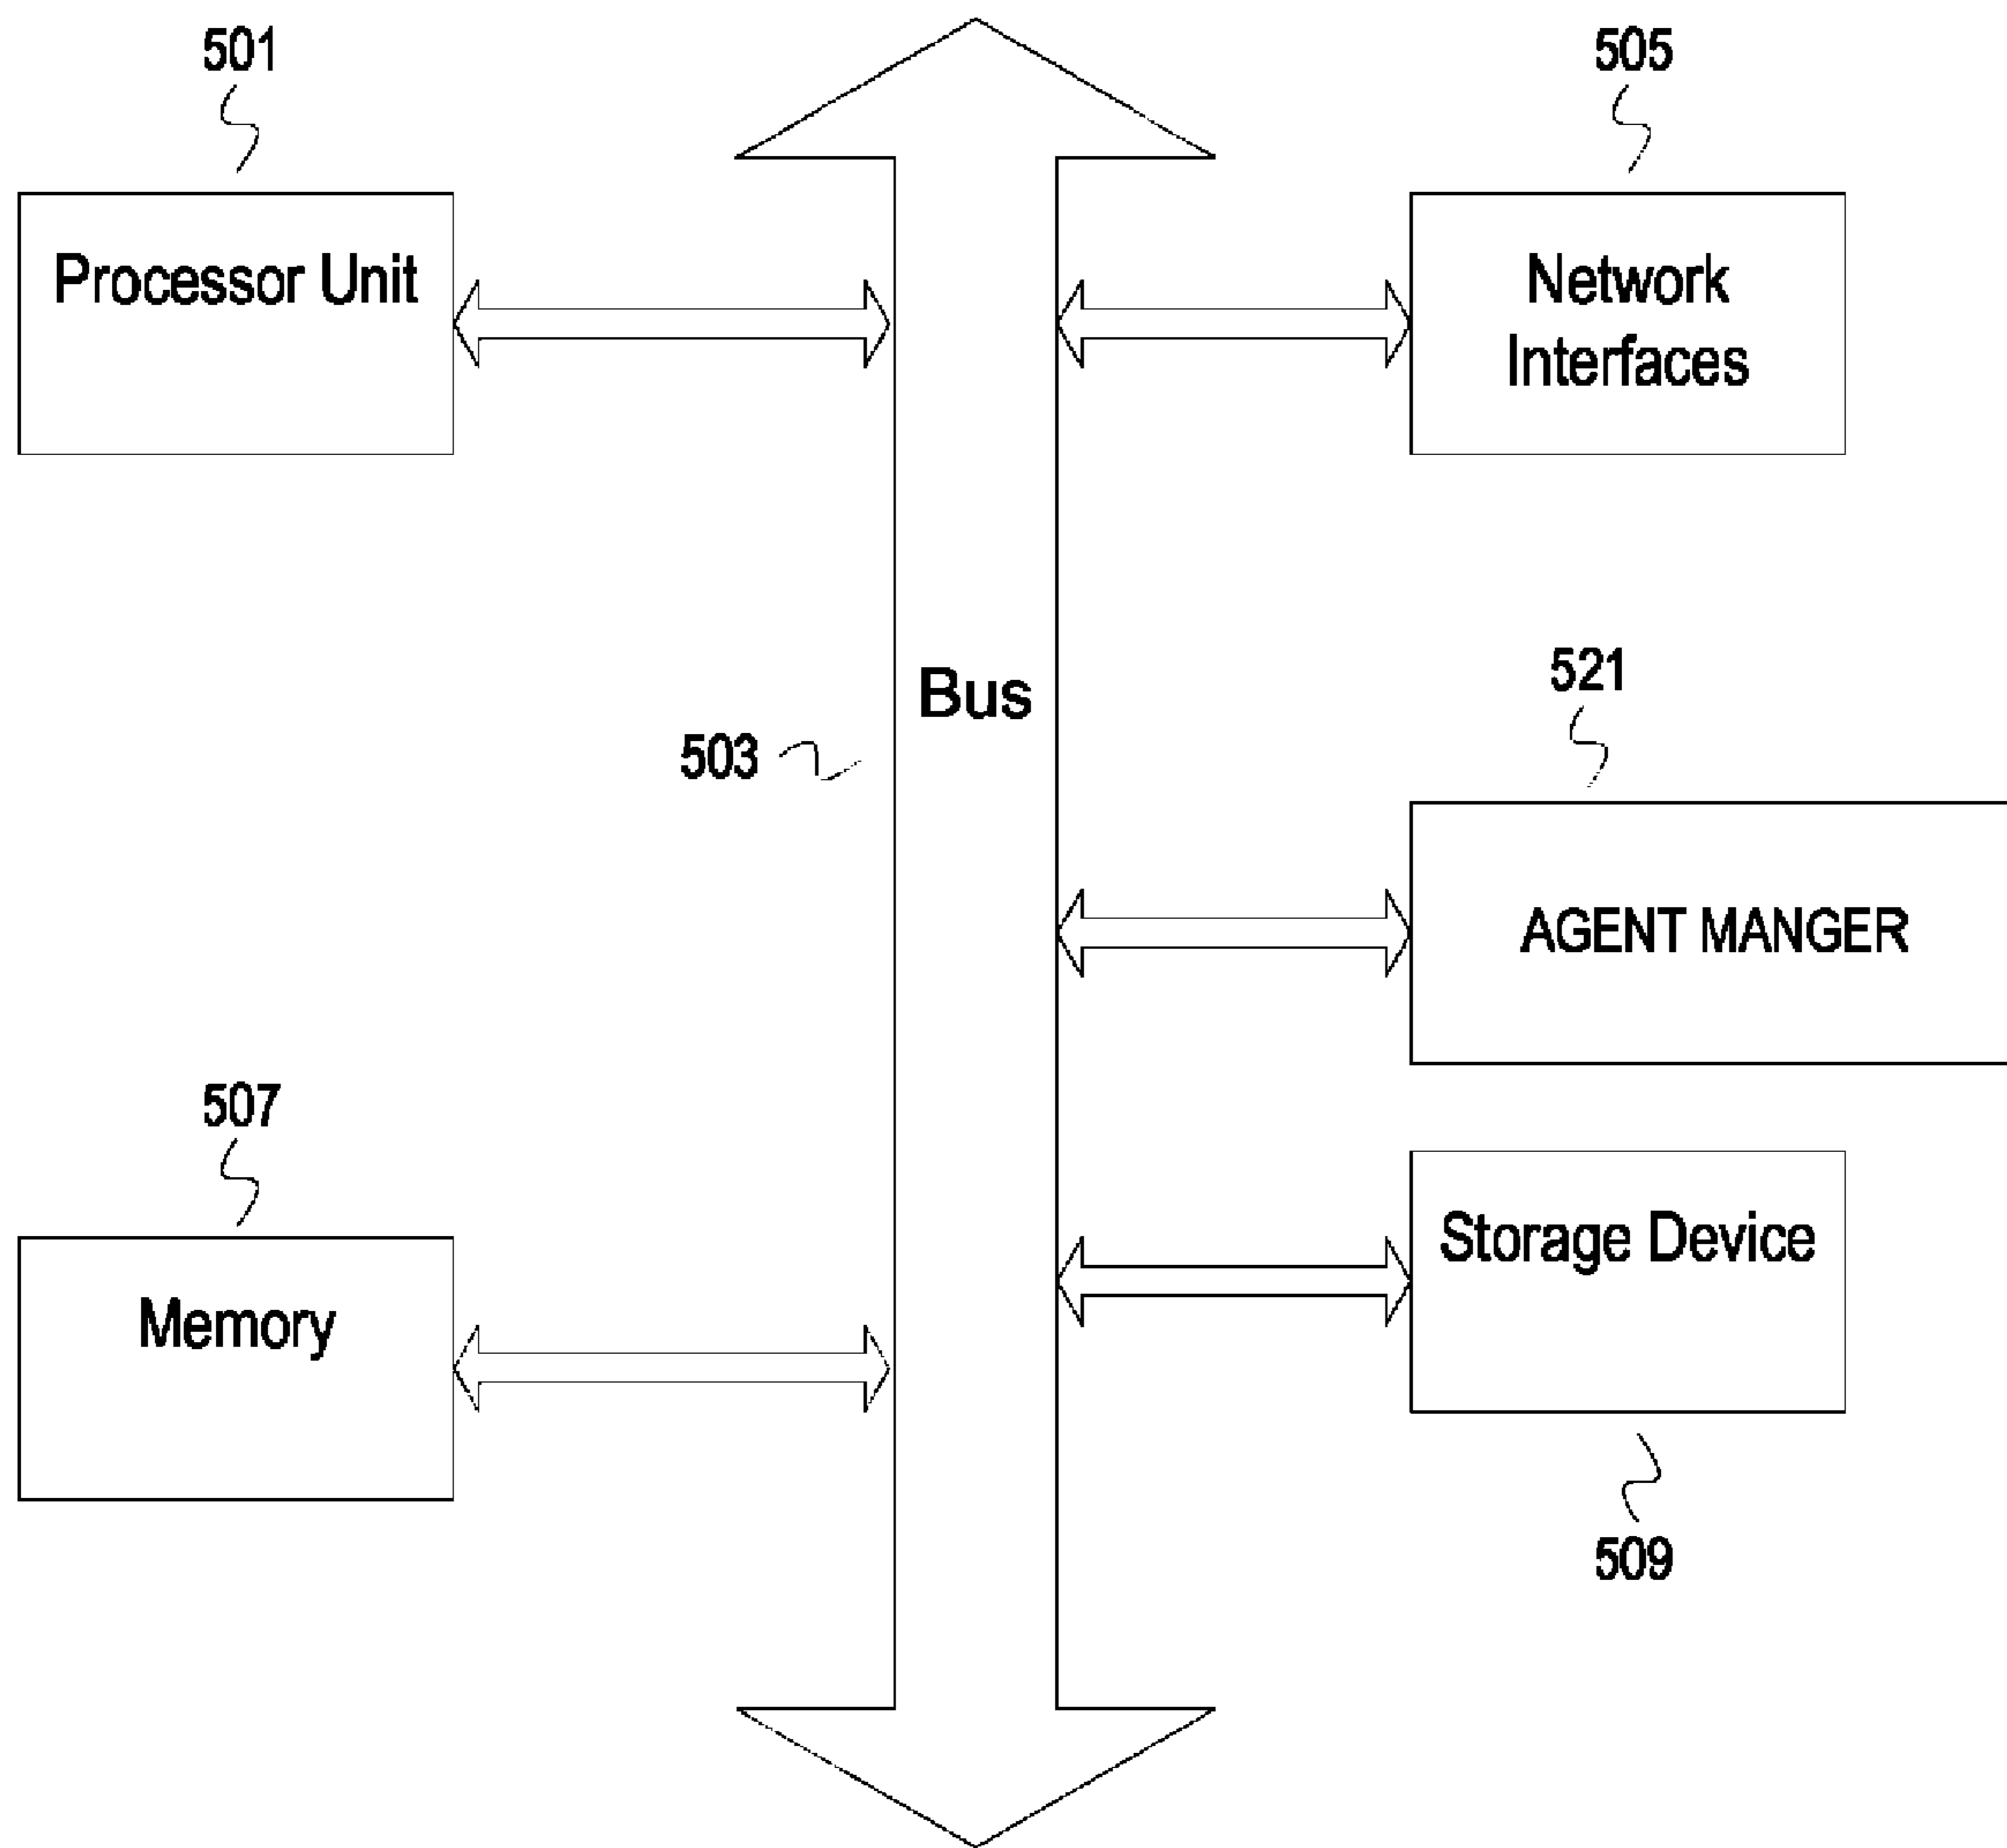 501
505
Processor Unit
Network
Interfaces
Bus
521
503
AGENT MANGER
507
Storage Device
Memory
509